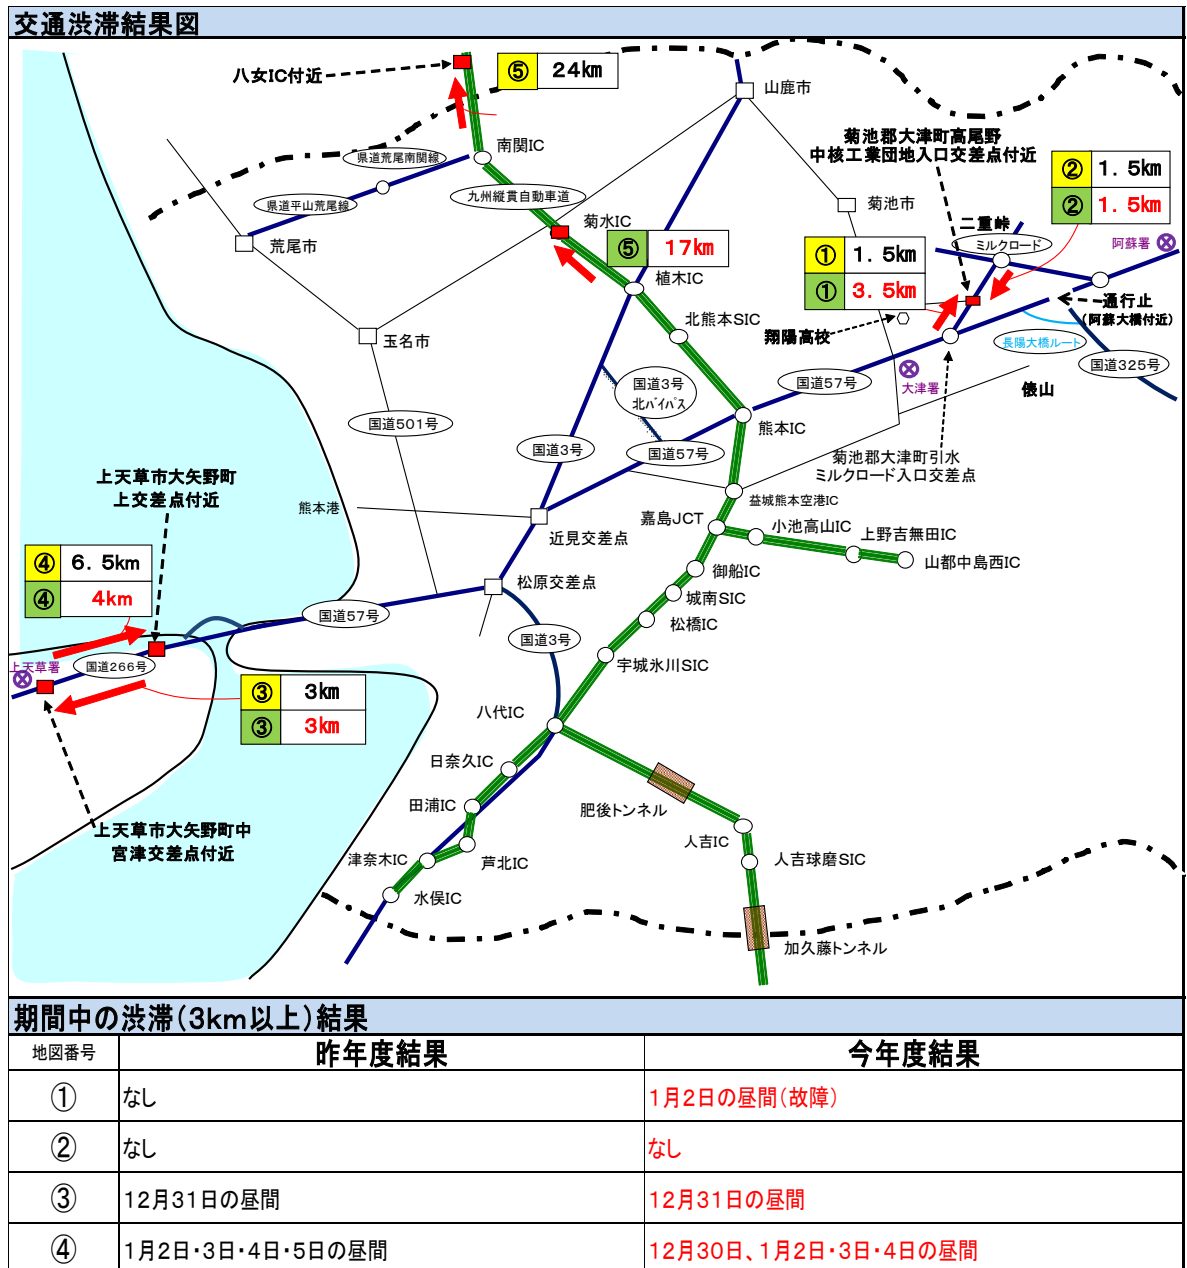 交通渋滞結果図
八女IC付近
⑤ 24km
山鹿市
南関IC
県道荒尾南関線
菊池郡大津町高尾野
中核工業団地入口交差点付近
② 1.5km
② 1.5km
九州縦貫自動車道
県道平山荒尾線
菊池市
菊水IC
二重峠
荒尾市
⑤ 17km
① 1.5km
① 3.5km
ミルクロード
阿蘇署
植木IC
通行止
(阿蘇大橋付近)
北熊本SIC
翔陽高校
玉名市
長陽大橋ルート
国道325号
大津署
俵山
国道3号
北バイパス
国道57号
国道501号
熊本IC
国道3号
国道57号
菊池郡大津町引水
ミルクロード入口交差点
上天草市大矢野町
上交差点付近
益城熊本空港IC
熊本港
嘉島JCT
小池高山IC
上野吉無田IC
近見交差点
山都中島西IC
④ 6.5km
④ 4km
御船IC
松原交差点
城南SIC
国道57号
松橋IC
国道3号
上天草署
国道266号
宇城氷川SIC
③ 3km
③ 3km
八代IC
日奈久IC
田浦IC
肥後トンネル
上天草市大矢野町中
宮津交差点付近
人吉IC
津奈木IC
芦北IC
人吉球磨SIC
水俣IC
加久藤トンネル
期間中の渋滞(3km以上)結果
地図番号 昨年度結果 今年度結果
① なし 1月2日の昼間(故障)
② なし なし
③ 12月31日の昼間 12月31日の昼間
④ 1月2日・3日・4日・5日の昼間 12月30日、1月2日・3日・4日の昼間